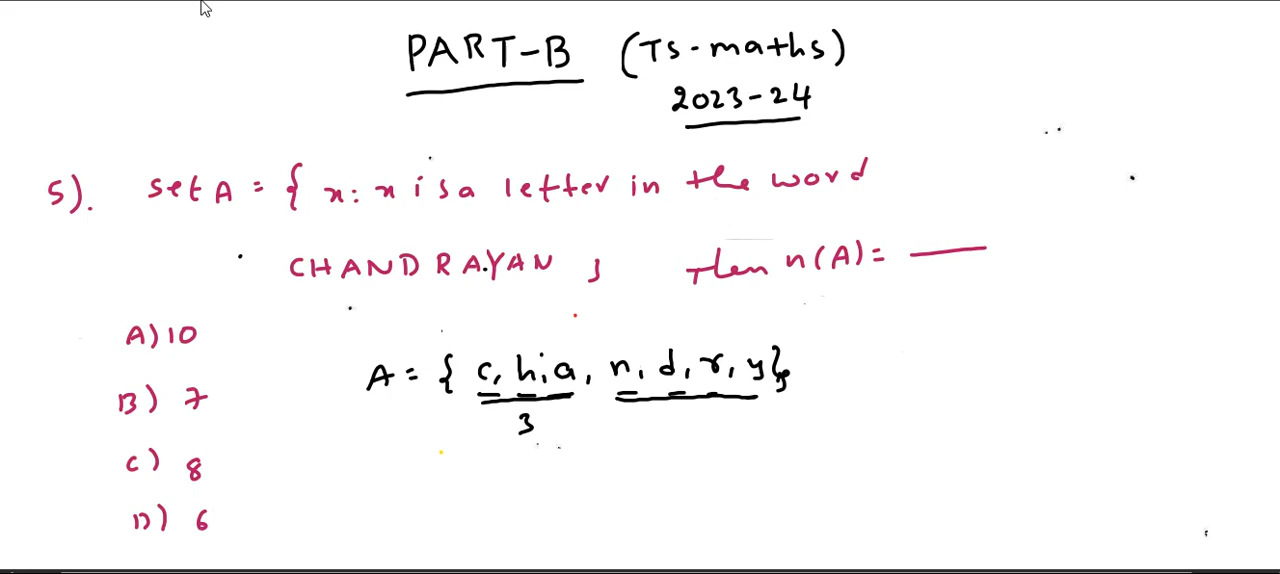 PART-B (TS-maths)
2023-24
5). set A = { x: x is a letter in the word
CHANDRAYAN } Then n(A) = ___
A) 10
B) 7
C) 8
D) 6
A = { c, h, a, n, d, r, y}
3